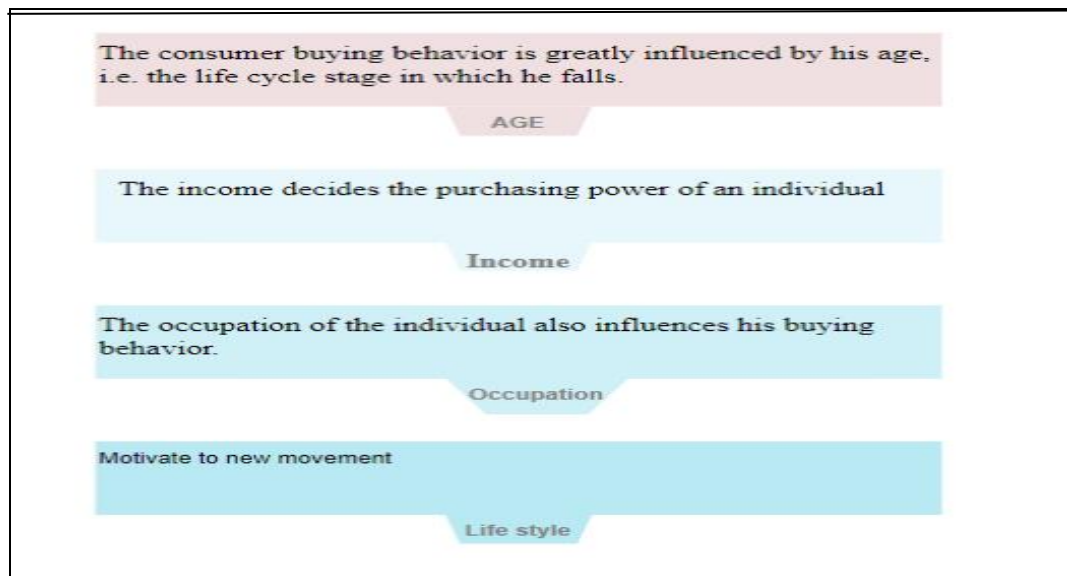 The consumer buying behavior is greatly influenced by his age,
i.e. the life cycle stage in which he falls.
AGE
The income decides the purchasing power of an individual
Income
The occupation of the individual also influences his buying
behavior.
Occupation
Motivate to new movement
Life style